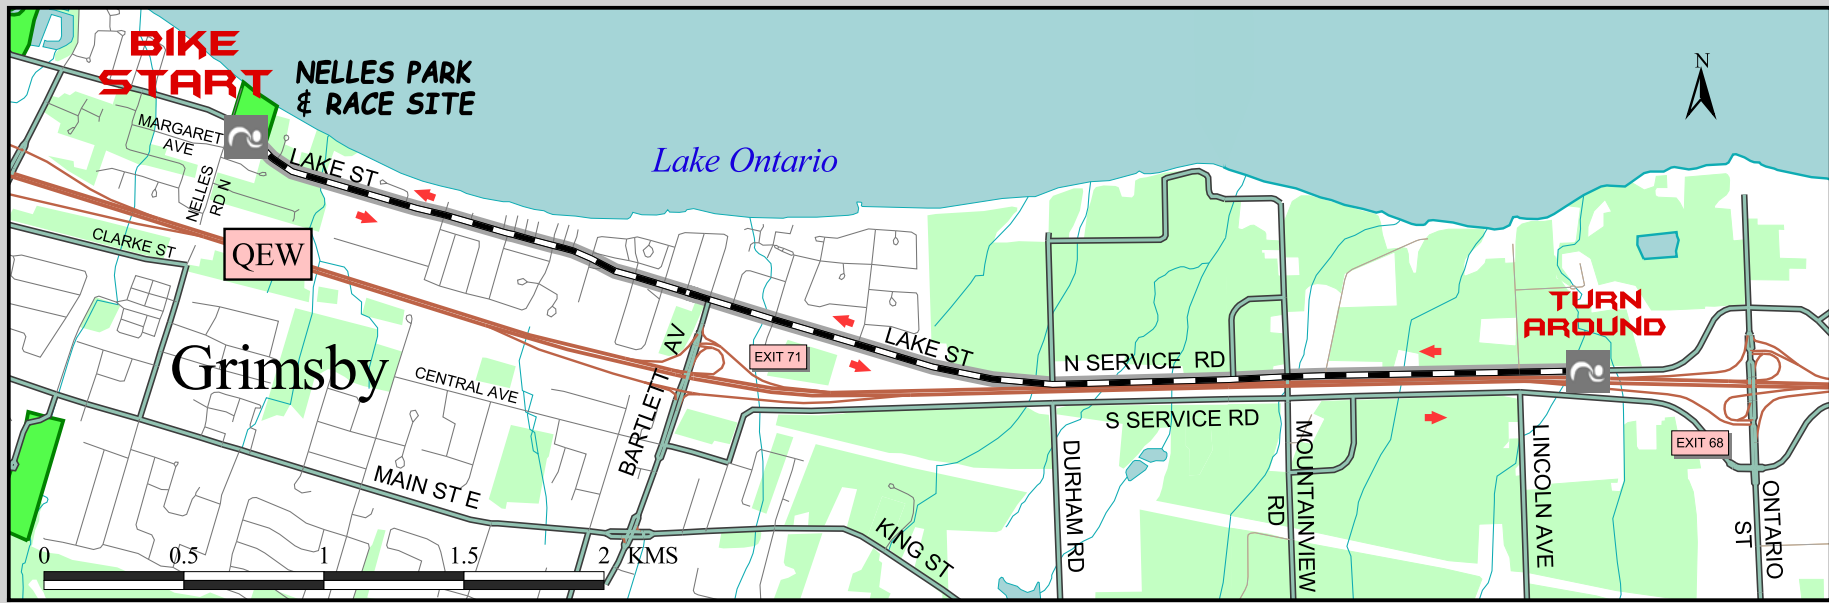 BIKE
START
NELLES PARK
& RACE SITE
N
MARGARET
AVE
LAKE ST
Lake Ontario
NELLES
RD N
CLARKE ST
QEW
TURN
AROUND
Grimsby
BARTLETT AV
EXIT 71
LAKE ST
N SERVICE RD
CENTRAL AVE
S SERVICE RD
EXIT 68
MAIN ST E
DURHAM RD
MOUNTAINVIEW
RD
LINCOLN AVE
ONTARIO
ST
KING ST
0 0.5 1 1.5 2 KMS